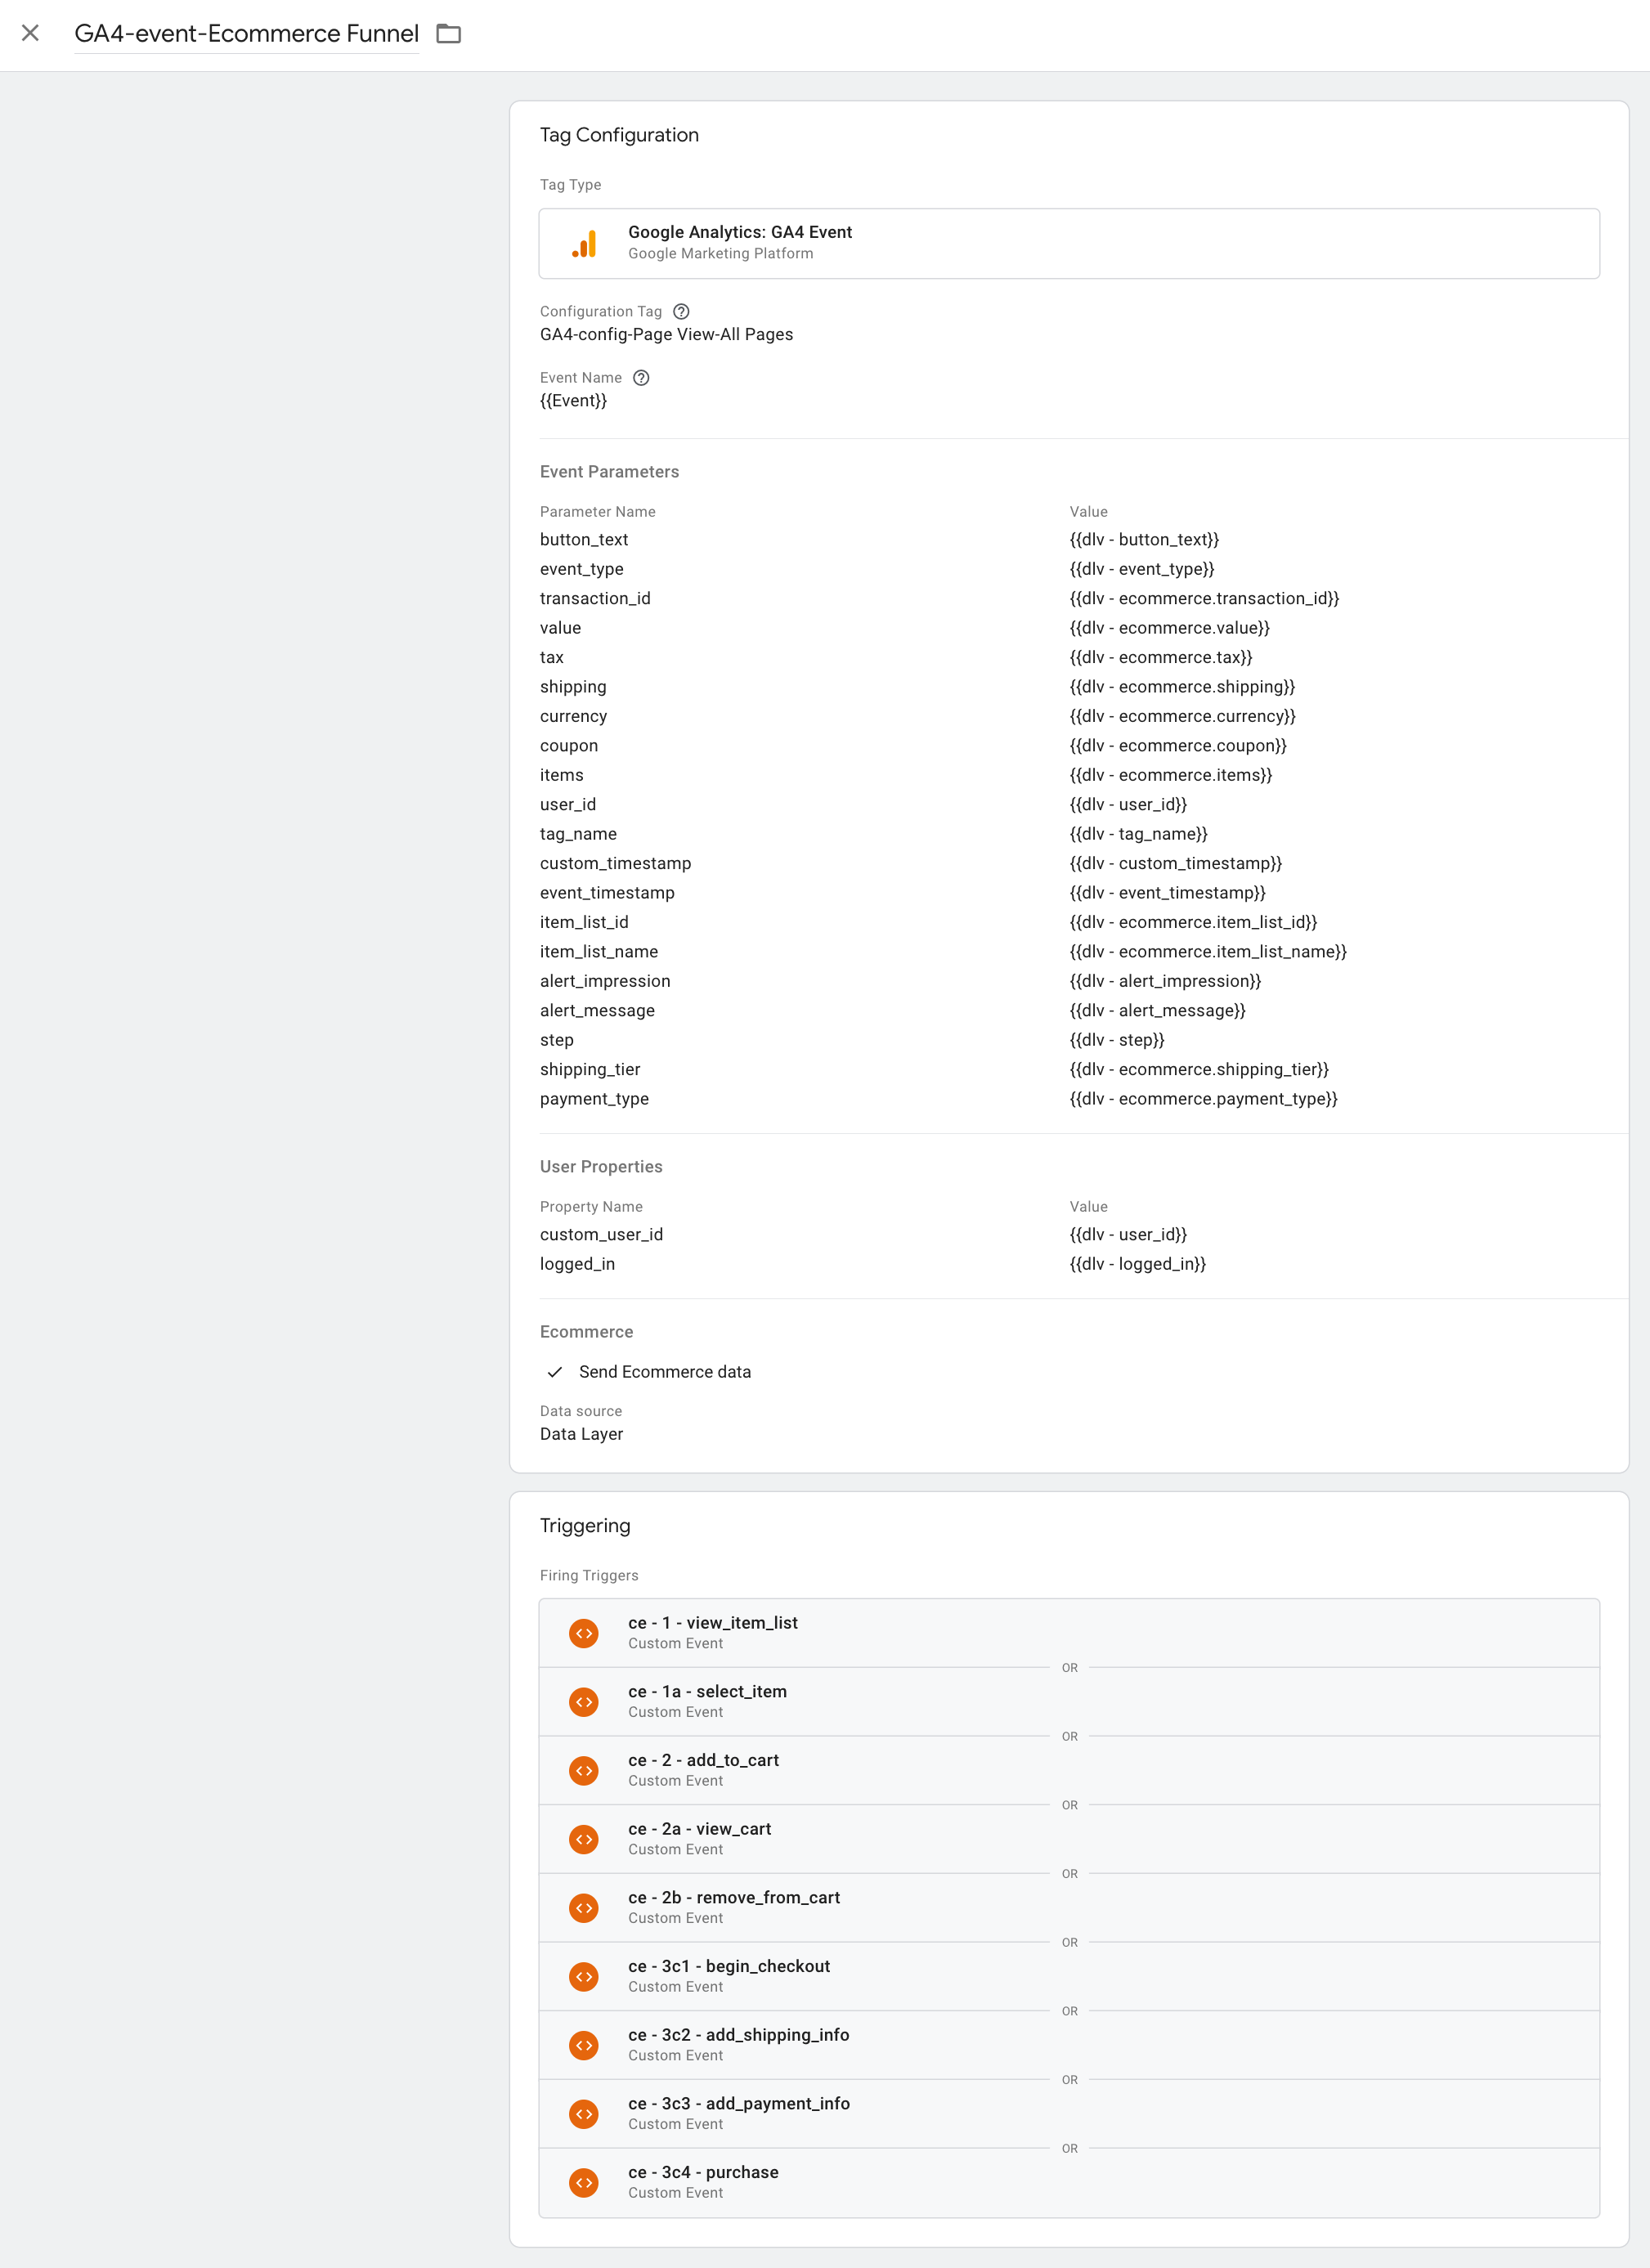 GA4-event-Ecommerce Funnel
Tag Configuration
Tag Type
Google Analytics: GA4 Event
Google Marketing Platform
Configuration Tag
GA4-config-Page View-All Pages
Event Name
{{Event}}
Event Parameters
Parameter Name Value
button_text {{dlv - button_text}}
event_type {{dlv - event_type}}
transaction_id {{dlv - ecommerce.transaction_id}}
value {{dlv - ecommerce.value}}
tax {{dlv - ecommerce.tax}}
shipping {{dlv - ecommerce.shipping}}
currency {{dlv - ecommerce.currency}}
coupon {{dlv - ecommerce.coupon}}
items {{dlv - ecommerce.items}}
user_id {{dlv - user_id}}
tag_name {{dlv - tag_name}}
custom_timestamp {{dlv - custom_timestamp}}
event_timestamp {{dlv - event_timestamp}}
item_list_id {{dlv - ecommerce.item_list_id}}
item_list_name {{dlv - ecommerce.item_list_name}}
alert_impression {{dlv - alert_impression}}
alert_message {{dlv - alert_message}}
step {{dlv - step}}
shipping_tier {{dlv - ecommerce.shipping_tier}}
payment_type {{dlv - ecommerce.payment_type}}
User Properties
Property Name Value
custom_user_id {{dlv - user_id}}
logged_in {{dlv - logged_in}}
Ecommerce
Send Ecommerce data
Data source
Data Layer
Triggering
Firing Triggers
ce - 1 - view_item_list
Custom Event
OR
ce - 1a - select_item
Custom Event
OR
ce - 2 - add_to_cart
Custom Event
OR
ce - 2a - view_cart
Custom Event
OR
ce - 2b - remove_from_cart
Custom Event
OR
ce - 3c1 - begin_checkout
Custom Event
OR
ce - 3c2 - add_shipping_info
Custom Event
OR
ce - 3c3 - add_payment_info
Custom Event
OR
ce - 3c4 - purchase
Custom Event